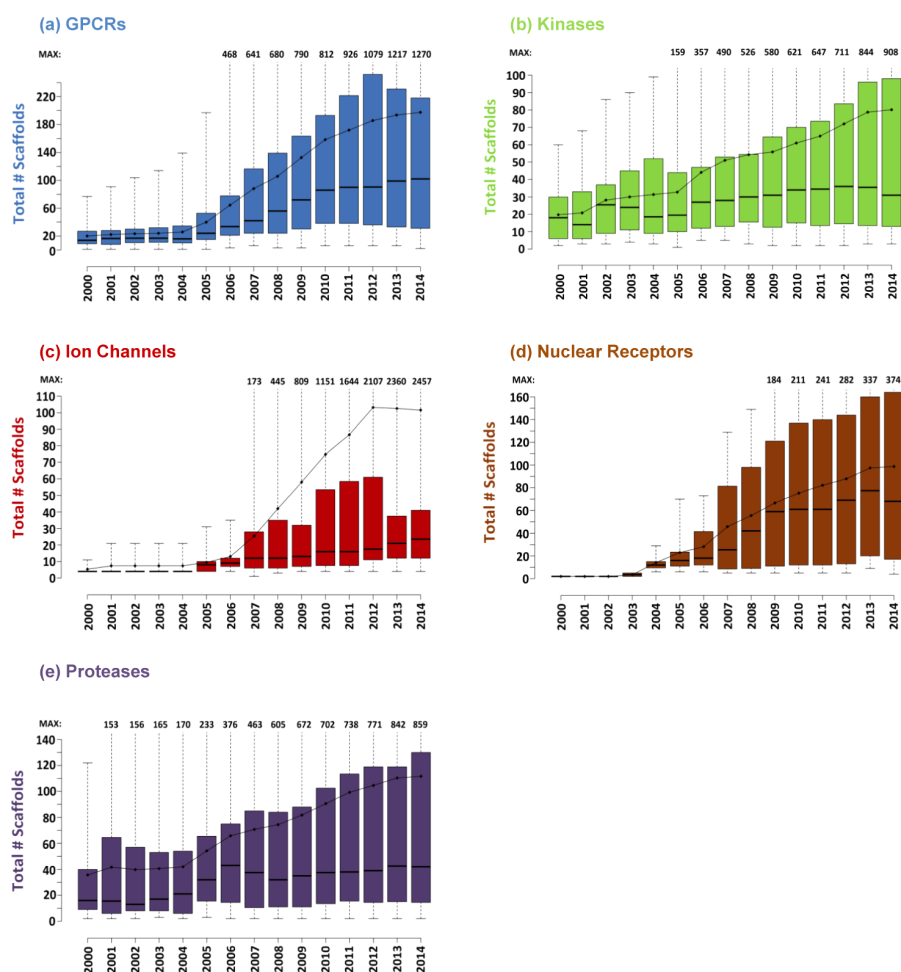 (a) GPCRs
MAX: 468 641 680 790 812 926 1079 1217 1270
Total # Scaffolds
220
180
140
100
60
20
0
2000 2001 2002 2003 2004 2005 2006 2007 2008 2009 2010 2011 2012 2013 2014
(b) Kinases
MAX: 159 357 490 526 580 621 647 711 844 908
Total # Scaffolds
100
90
80
70
60
50
40
30
20
10
0
2000 2001 2002 2003 2004 2005 2006 2007 2008 2009 2010 2011 2012 2013 2014
(c) Ion Channels
MAX: 173 445 809 1151 1644 2107 2360 2457
Total # Scaffolds
110
100
90
80
70
60
50
40
30
20
10
0
2000 2001 2002 2003 2004 2005 2006 2007 2008 2009 2010 2011 2012 2013 2014
(d) Nuclear Receptors
MAX: 184 211 241 282 337 374
Total # Scaffolds
160
140
120
100
80
60
40
20
0
2000 2001 2002 2003 2004 2005 2006 2007 2008 2009 2010 2011 2012 2013 2014
(e) Proteases
MAX: 153 156 165 170 233 376 463 605 672 702 738 771 842 859
Total # Scaffolds
140
120
100
80
60
40
20
0
2000 2001 2002 2003 2004 2005 2006 2007 2008 2009 2010 2011 2012 2013 2014